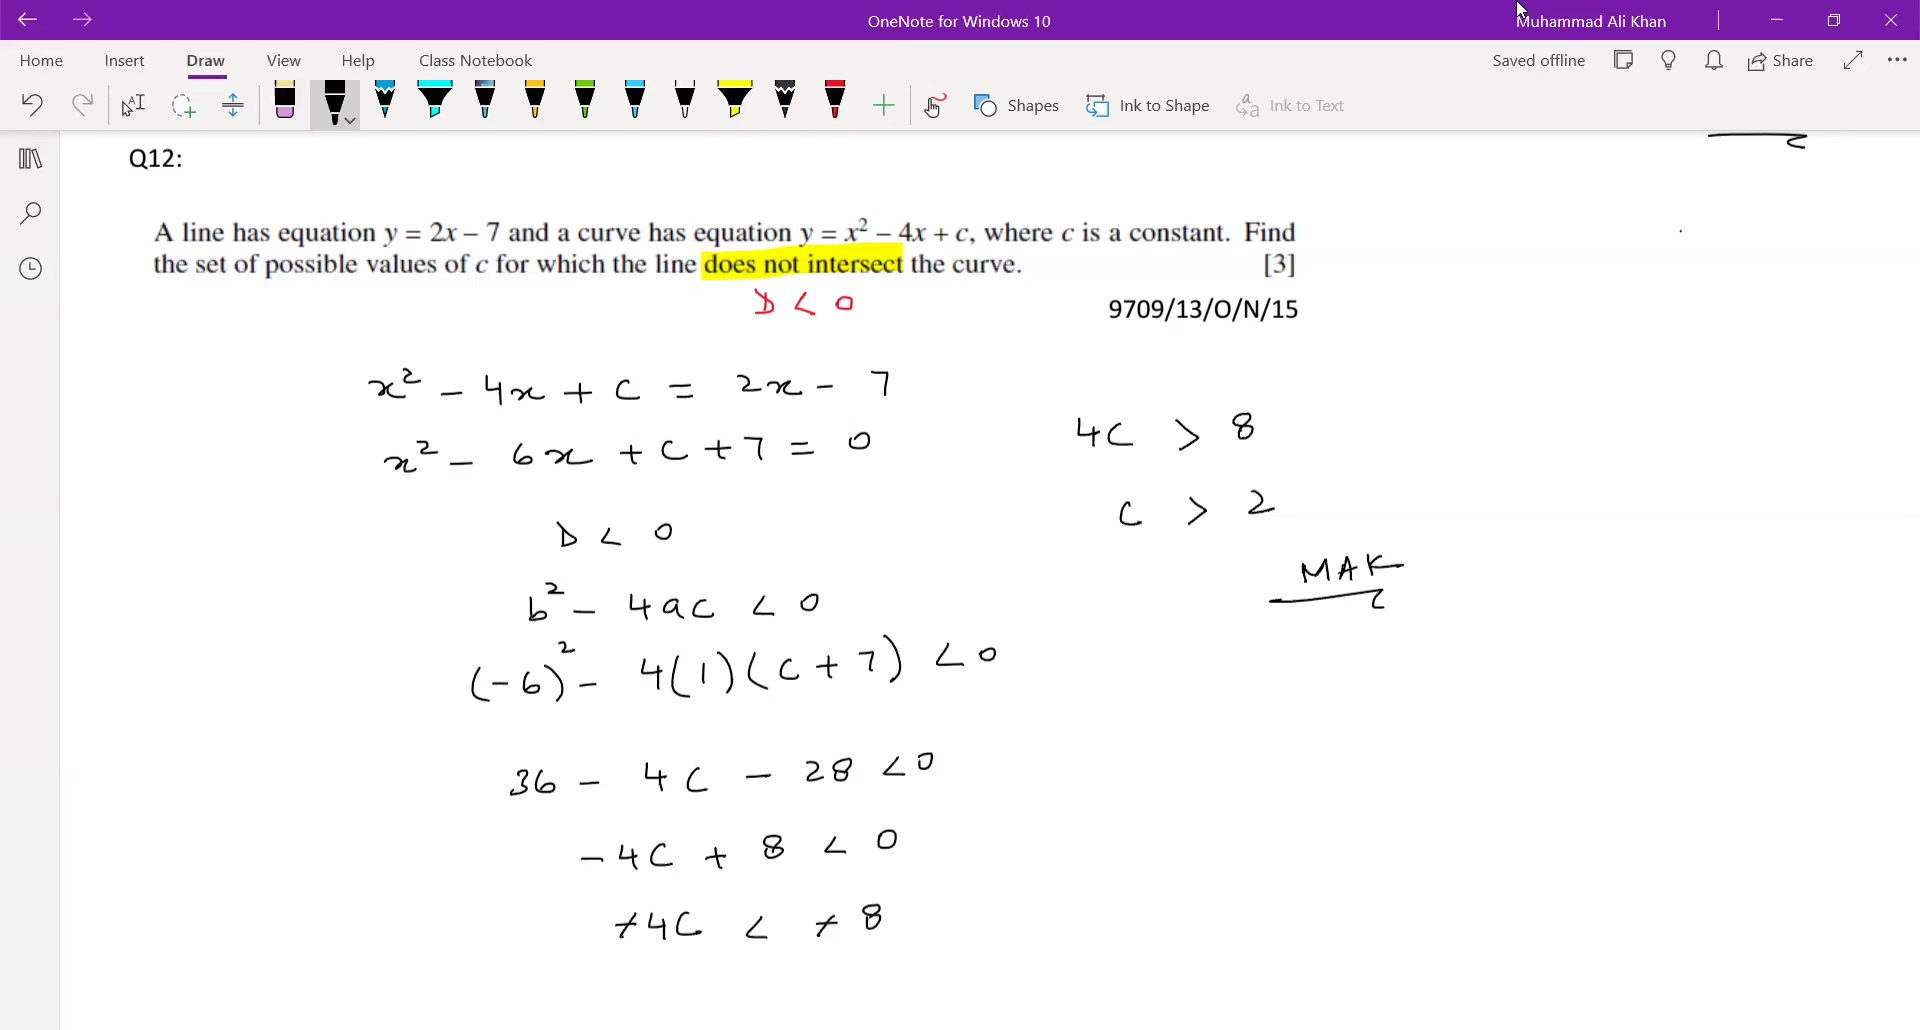 OneNote for Windows 10
Muhammad Ali Khan
Home Insert Draw View Help Class Notebook
Saved offline Share
Shapes Ink to Shape Ink to Text
Q12:
A line has equation y = 2x − 7 and a curve has equation y = x² − 4x + c, where c is a constant. Find
the set of possible values of c for which the line does not intersect the curve. [3]
D < 0
9709/13/O/N/15
x² − 4x + c = 2x − 7
x² − 6x + c + 7 = 0
D < 0
b² − 4ac < 0
(−6)² − 4(1)(c + 7) < 0
36 − 4c − 28 < 0
−4c + 8 < 0
−4c < −8
4c > 8
c > 2
MAK